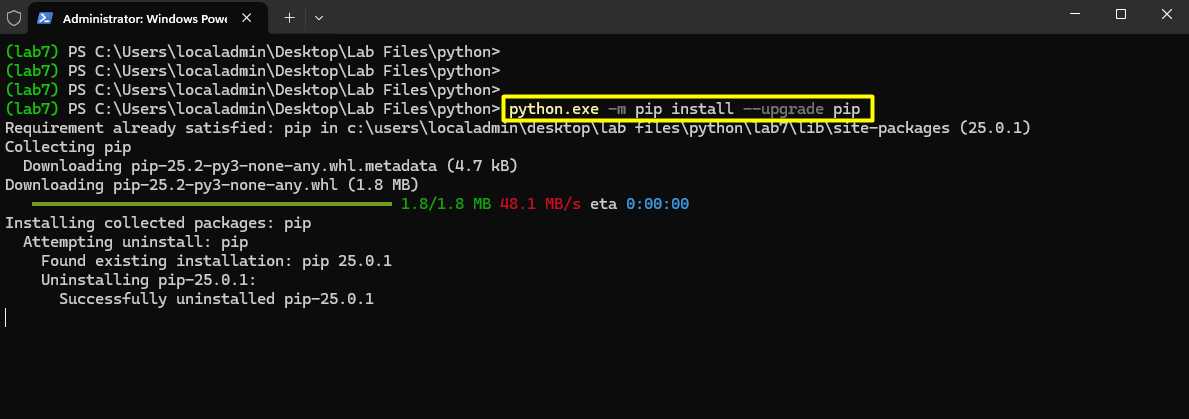 Administrator: Windows Powe
(lab7) PS C:\Users\localadmin\Desktop\Lab Files\python>
(lab7) PS C:\Users\localadmin\Desktop\Lab Files\python>
(lab7) PS C:\Users\localadmin\Desktop\Lab Files\python>
(lab7) PS C:\Users\localadmin\Desktop\Lab Files\python> python.exe -m pip install --upgrade pip
Requirement already satisfied: pip in c:\users\localadmin\desktop\lab files\python\lab7\lib\site-packages (25.0.1)
Collecting pip
  Downloading pip-25.2-py3-none-any.whl.metadata (4.7 kB)
Downloading pip-25.2-py3-none-any.whl (1.8 MB)
1.8/1.8 MB 48.1 MB/s eta 0:00:00
Installing collected packages: pip
  Attempting uninstall: pip
    Found existing installation: pip 25.0.1
    Uninstalling pip-25.0.1:
      Successfully uninstalled pip-25.0.1